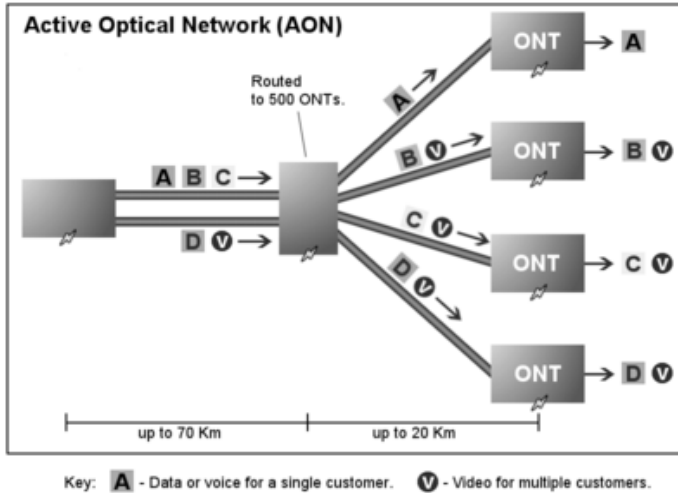 Active Optical Network (AON)
Routed
to 500 ONTs.
A B C
D V
A
B V
C V
D V
ONT
A
ONT
B V
ONT
C V
ONT
D V
up to 70 Km
up to 20 Km
Key: A - Data or voice for a single customer. V - Video for multiple customers.